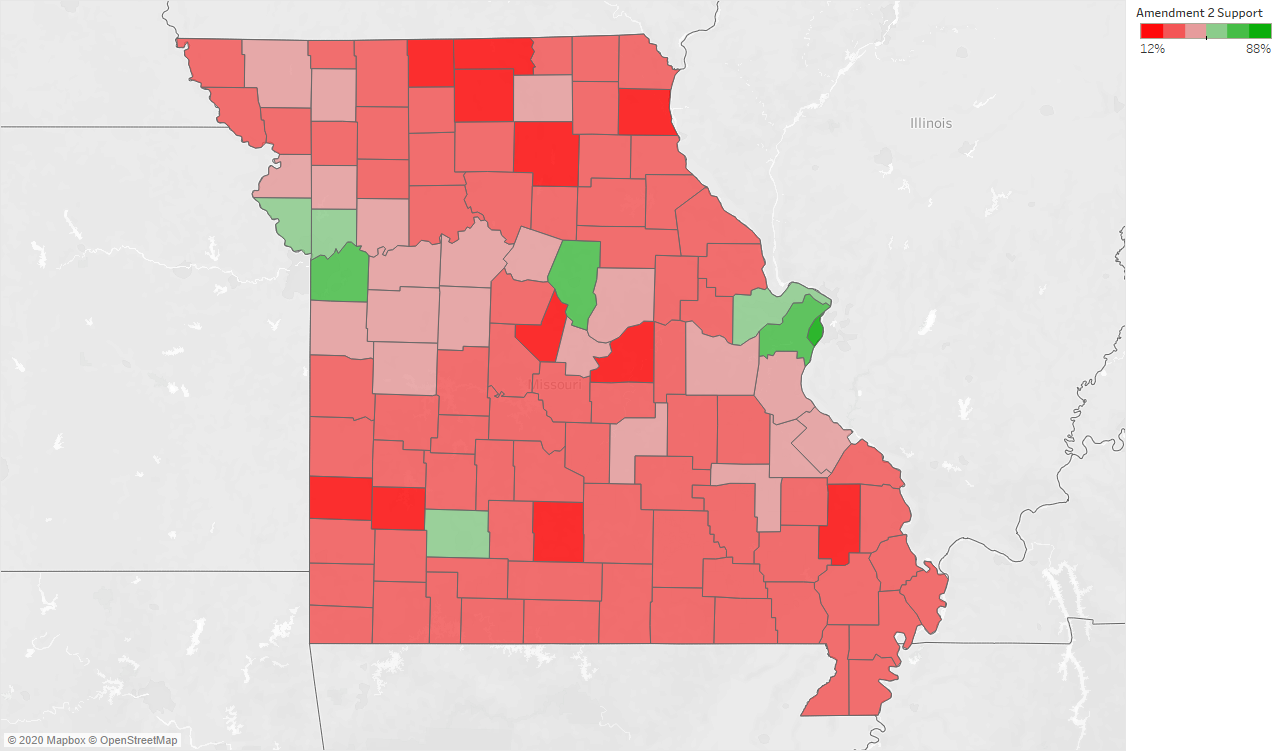 Amendment 2 Support
12% 88%
Illinois
Missouri
© 2020 Mapbox © OpenStreetMap